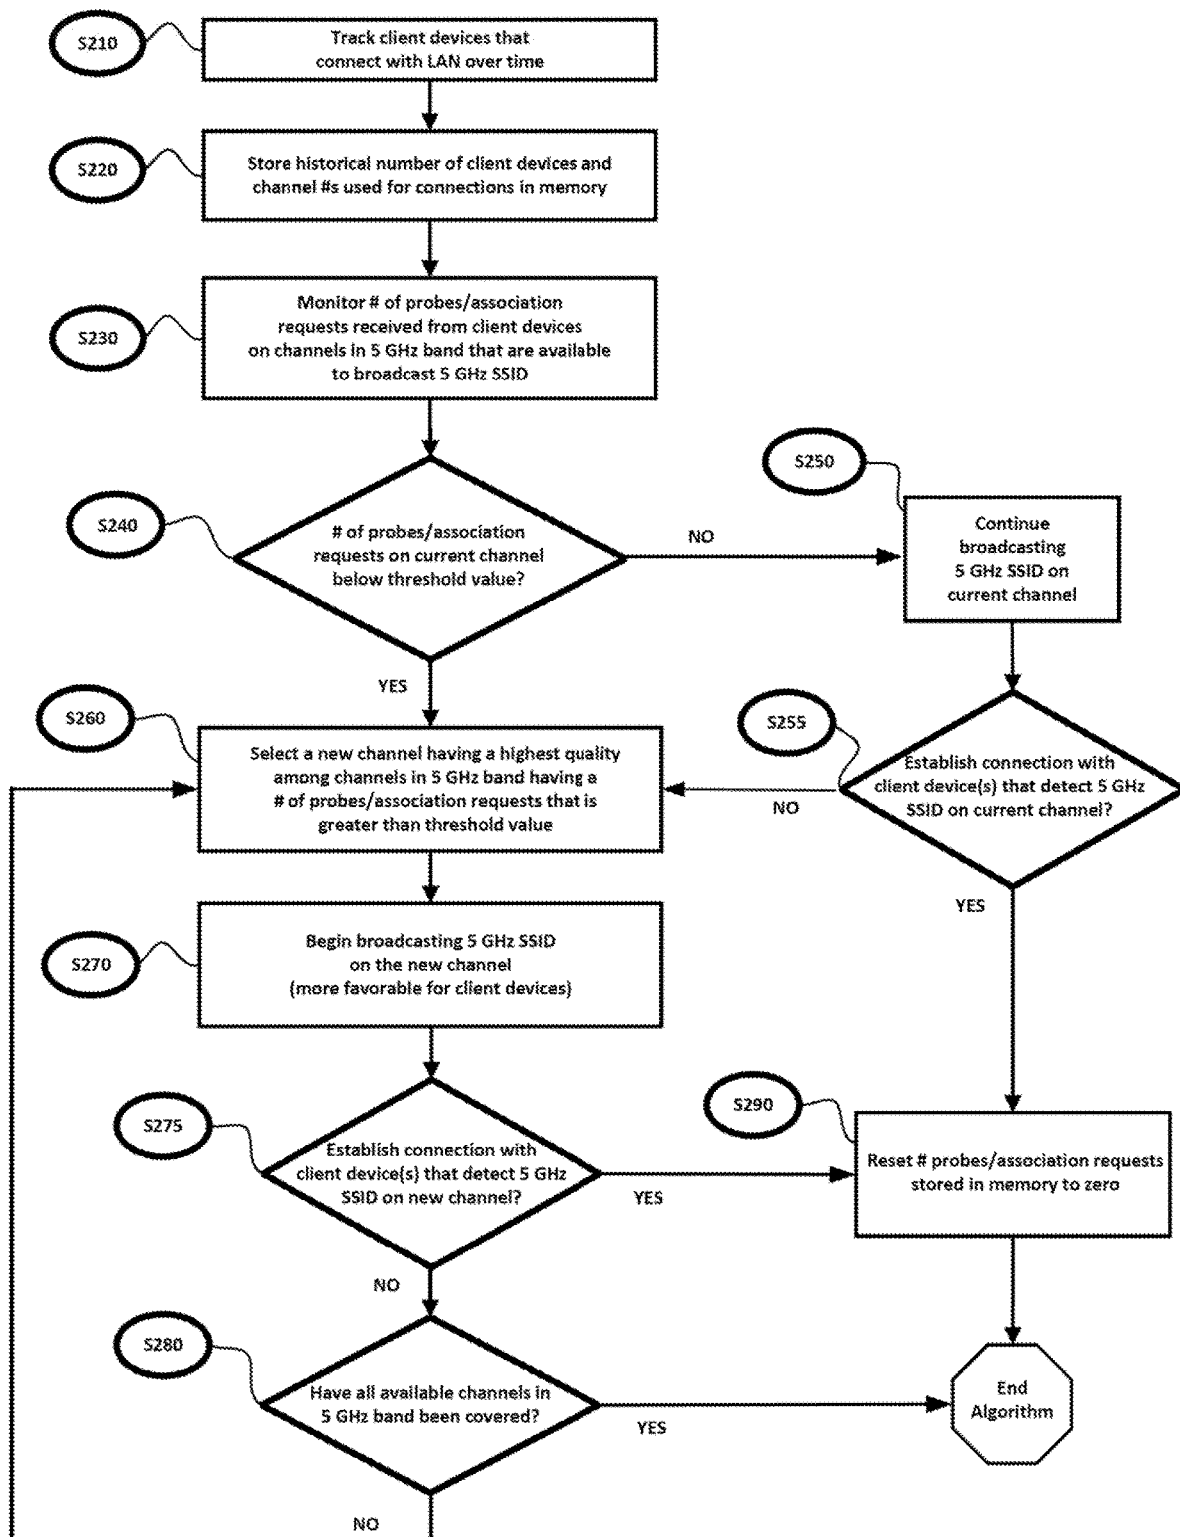 S210
Track client devices that
connect with LAN over time
S220
Store historical number of client devices and
channel #s used for connections in memory
S230
Monitor # of probes/association
requests received from client devices
on channels in 5 GHz band that are available
to broadcast 5 GHz SSID
S240
# of probes/association
requests on current channel
below threshold value?
NO
YES
S250
Continue
broadcasting
5 GHz SSID on
current channel
S255
Establish connection with
client device(s) that detect 5 GHz
SSID on current channel?
NO
YES
S260
Select a new channel having a highest quality
among channels in 5 GHz band having a
# of probes/association requests that is
greater than threshold value
S270
Begin broadcasting 5 GHz SSID
on the new channel
(more favorable for client devices)
S275
Establish connection with
client device(s) that detect 5 GHz
SSID on new channel?
YES
NO
S290
Reset # probes/association requests
stored in memory to zero
S280
Have all available channels in
5 GHz band been covered?
YES
NO
End
Algorithm